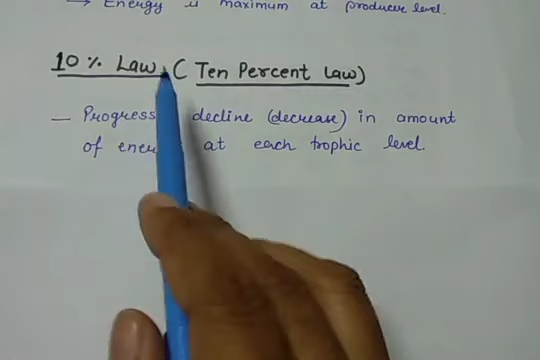 → Energy is maximum at producer level.
10 % Law (Ten Percent Law)
— Progress decline (decrease) in amount
of ener at each trophic level.